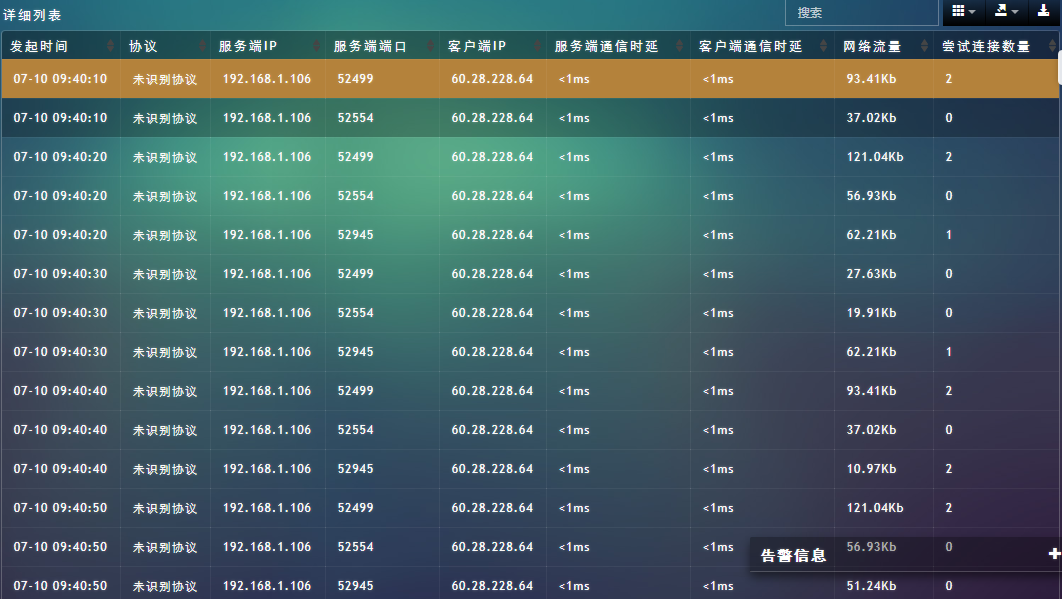 详细列表 搜索
发起时间 协议 服务端IP 服务端端口 客户端IP 服务端通信时延 客户端通信时延 网络流量 尝试连接数量
07-10 09:40:10 未识别协议 192.168.1.106 52499 60.28.228.64 <1ms <1ms 93.41Kb 2
07-10 09:40:10 未识别协议 192.168.1.106 52554 60.28.228.64 <1ms <1ms 37.02Kb 0
07-10 09:40:20 未识别协议 192.168.1.106 52499 60.28.228.64 <1ms <1ms 121.04Kb 2
07-10 09:40:20 未识别协议 192.168.1.106 52554 60.28.228.64 <1ms <1ms 56.93Kb 0
07-10 09:40:20 未识别协议 192.168.1.106 52945 60.28.228.64 <1ms <1ms 62.21Kb 1
07-10 09:40:30 未识别协议 192.168.1.106 52499 60.28.228.64 <1ms <1ms 27.63Kb 0
07-10 09:40:30 未识别协议 192.168.1.106 52554 60.28.228.64 <1ms <1ms 19.91Kb 0
07-10 09:40:30 未识别协议 192.168.1.106 52945 60.28.228.64 <1ms <1ms 62.21Kb 1
07-10 09:40:40 未识别协议 192.168.1.106 52499 60.28.228.64 <1ms <1ms 93.41Kb 2
07-10 09:40:40 未识别协议 192.168.1.106 52554 60.28.228.64 <1ms <1ms 37.02Kb 0
07-10 09:40:40 未识别协议 192.168.1.106 52945 60.28.228.64 <1ms <1ms 10.97Kb 2
07-10 09:40:50 未识别协议 192.168.1.106 52499 60.28.228.64 <1ms <1ms 121.04Kb 2
07-10 09:40:50 未识别协议 192.168.1.106 52554 60.28.228.64 <1ms <1ms 56.93Kb 0
告警信息
07-10 09:40:50 未识别协议 192.168.1.106 52945 60.28.228.64 <1ms <1ms 51.24Kb 0